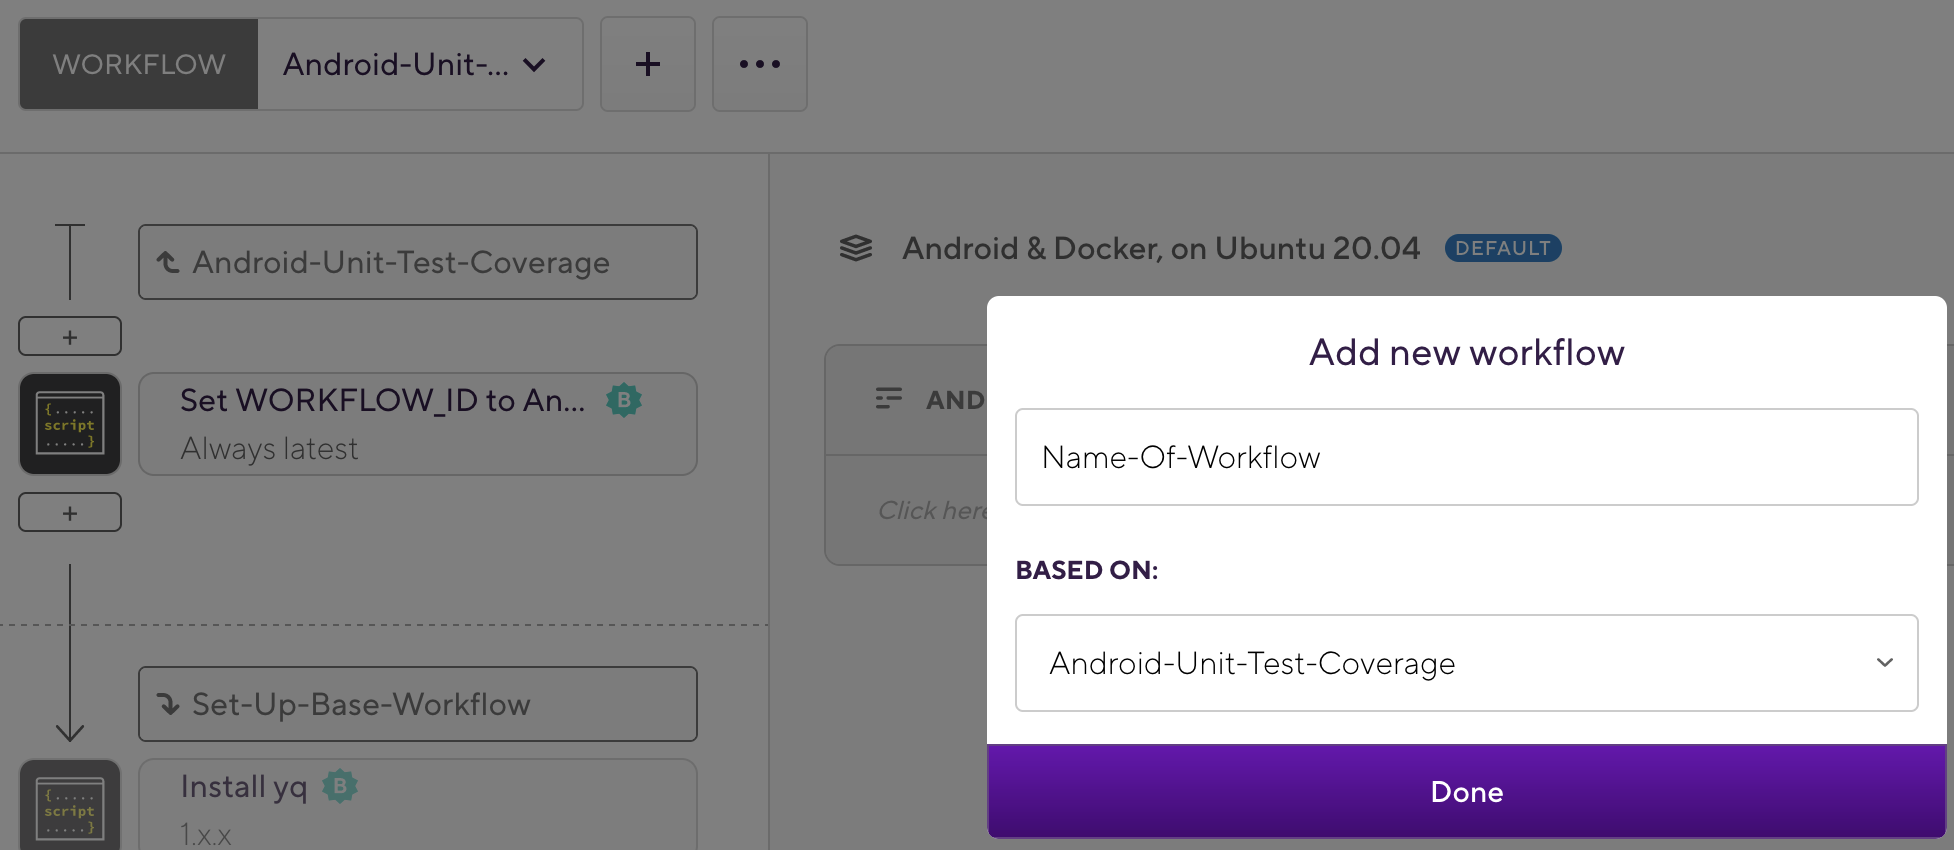 WORKFLOW
Android-Unit-...
+
...
Android-Unit-Test-Coverage
+
{.....
script
.....}
Set WORKFLOW_ID to An...
B
Always latest
+
Set-Up-Base-Workflow
{.....
script
.....}
Install yq
B
1.x.x
Android & Docker, on Ubuntu 20.04
DEFAULT
AND
Click here
Add new workflow
Name-Of-Workflow
BASED ON:
Android-Unit-Test-Coverage
Done